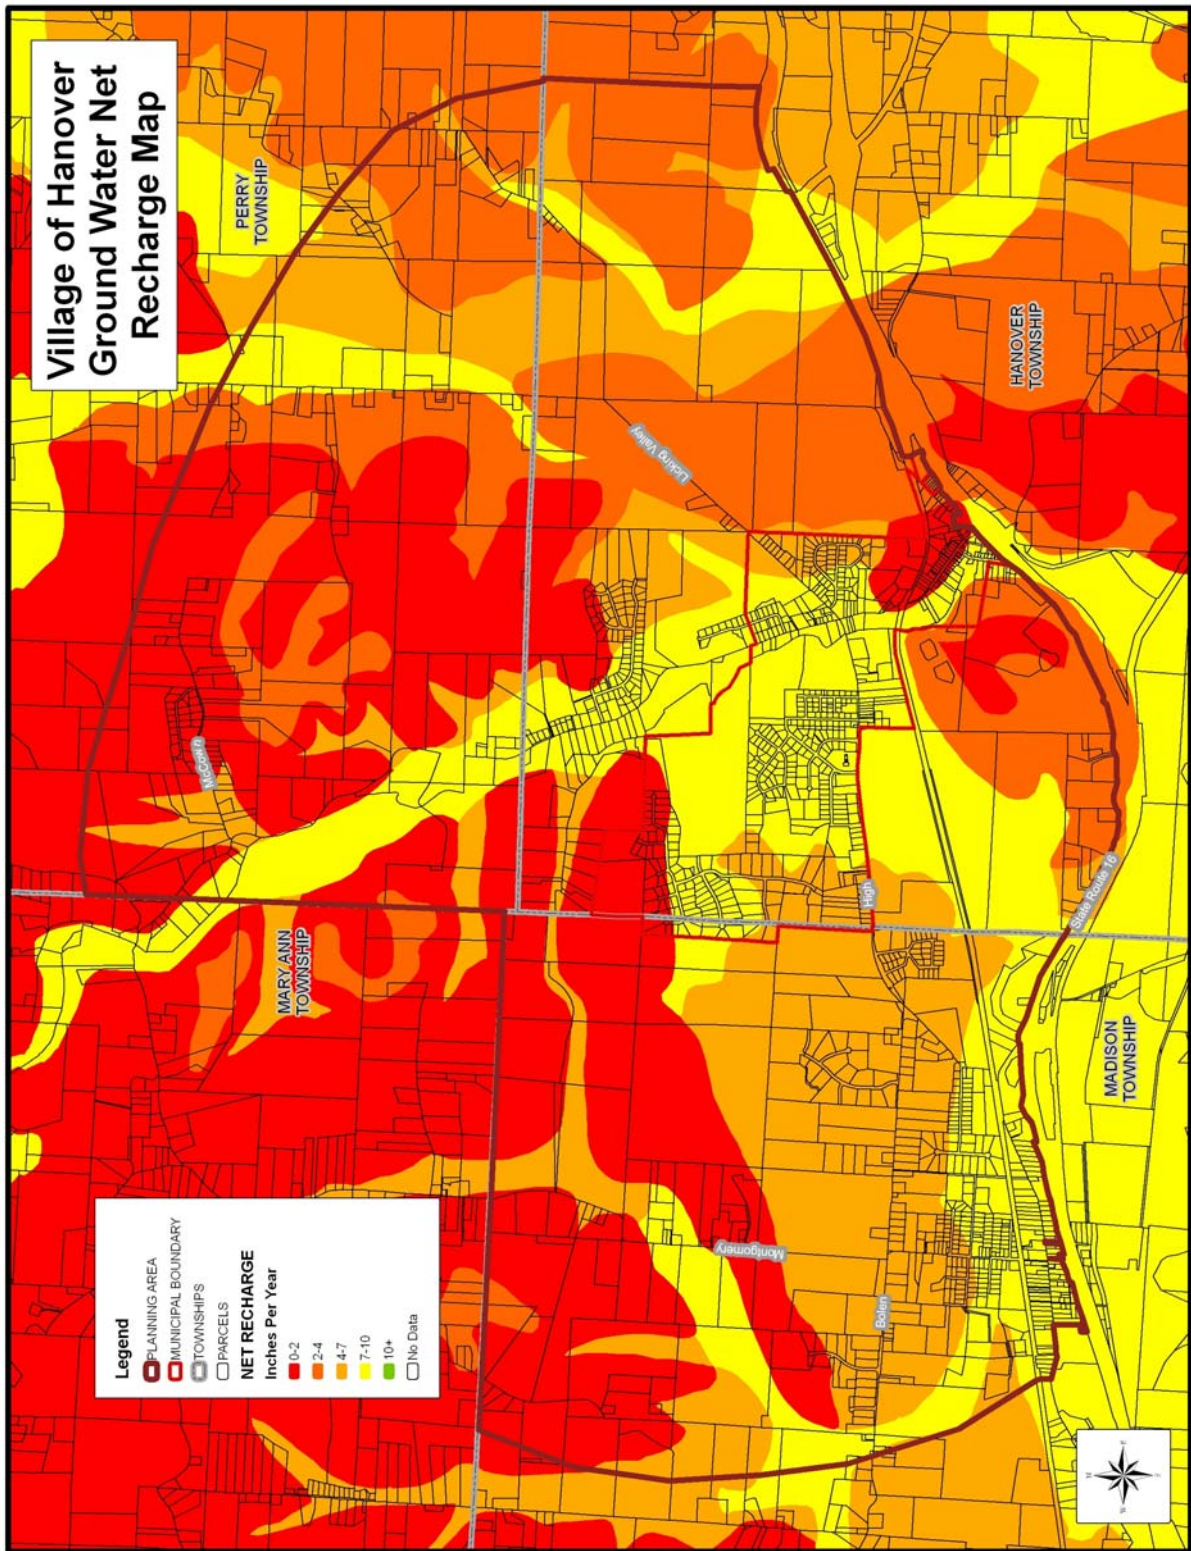 Village of Hanover
Ground Water Net
Recharge Map
PERRY
TOWNSHIP
McCown
MARY ANN
TOWNSHIP
Licking Valley
HANOVER
TOWNSHIP
High
State Route 16
MADISON
TOWNSHIP
Montgomery
Bolen
Legend
PLANNING AREA
MUNICIPAL BOUNDARY
TOWNSHIPS
PARCELS
NET RECHARGE
Inches Per Year
0-2
2-4
4-7
7-10
10+
No Data